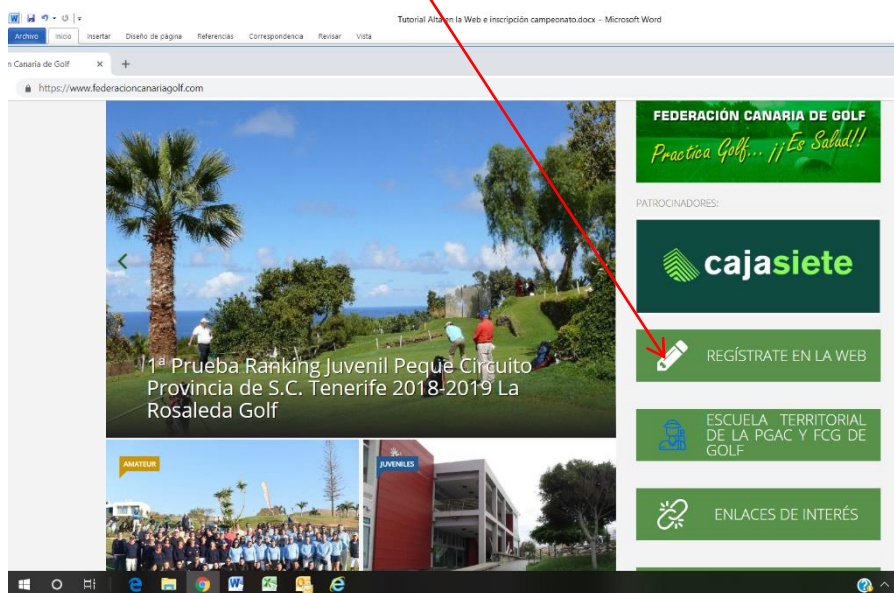 Tutorial Alta en la Web e inscripción campeonato.docx - Microsoft Word
Archivo Inicio Insertar Diseño de página Referencias Correspondencia Revisar Vista
n Canaria de Golf
https://www.federacioncanariagolf.com
FEDERACIÓN CANARIA DE GOLF
Practica Golf... ¡¡Es Salud!!
PATROCINADORES:
cajasiete
1ª Prueba Ranking Juvenil Peque Circuito
Provincia de S.C. Tenerife 2018-2019 La
Rosaleda Golf
REGÍSTRATE EN LA WEB
ESCUELA TERRITORIAL
DE LA PGAC Y FCG DE
GOLF
AMATEUR
JUVENILES
ENLACES DE INTERÉS